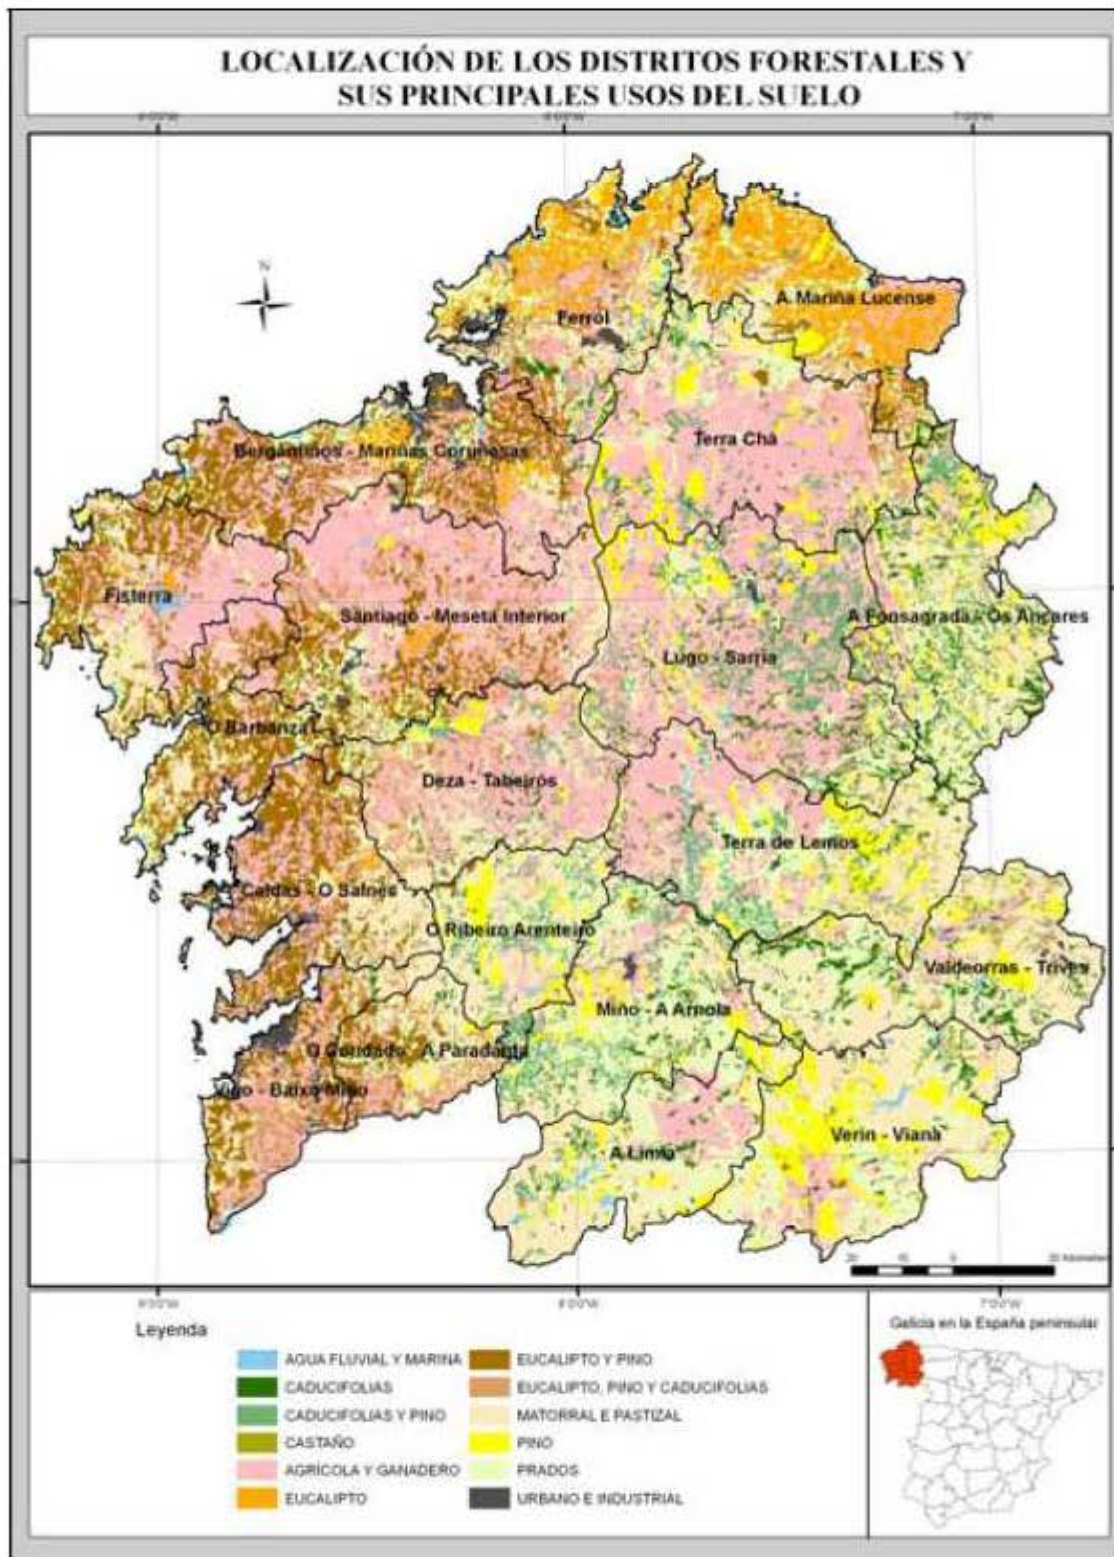 LOCALIZACIÓN DE LOS DISTRITOS FORESTALES Y
SUS PRINCIPALES USOS DEL SUELO
N
A Mariña Lucense
Ferrol
Terra Chá
Bergantiños - Mariñas Coruñesas
Fisterra
Santiago - Meseta Interior
A Fonsagrada - Os Ancares
Lugo - Sarria
O Barbanza
Deza - Tabeirós
Terra de Lemos
Caldas - O Salnés
O Ribeiro Arenteiro
Valdeorras - Trives
Miño - A Arnoia
O Condado - A Paradanta
Vigo - Baixo Miño
Verín - Viana
A Limia
Leyenda
AGUA FLUVIAL Y MARINA
CADUCIFOLIAS
CADUCIFOLIAS Y PINO
CASTAÑO
AGRÍCOLA Y GANADERO
EUCALIPTO
EUCALIPTO Y PINO
EUCALIPTO, PINO Y CADUCIFOLIAS
MATORRAL E PASTIZAL
PINO
PRADOS
URBANO E INDUSTRIAL
Galicia en la España peninsular